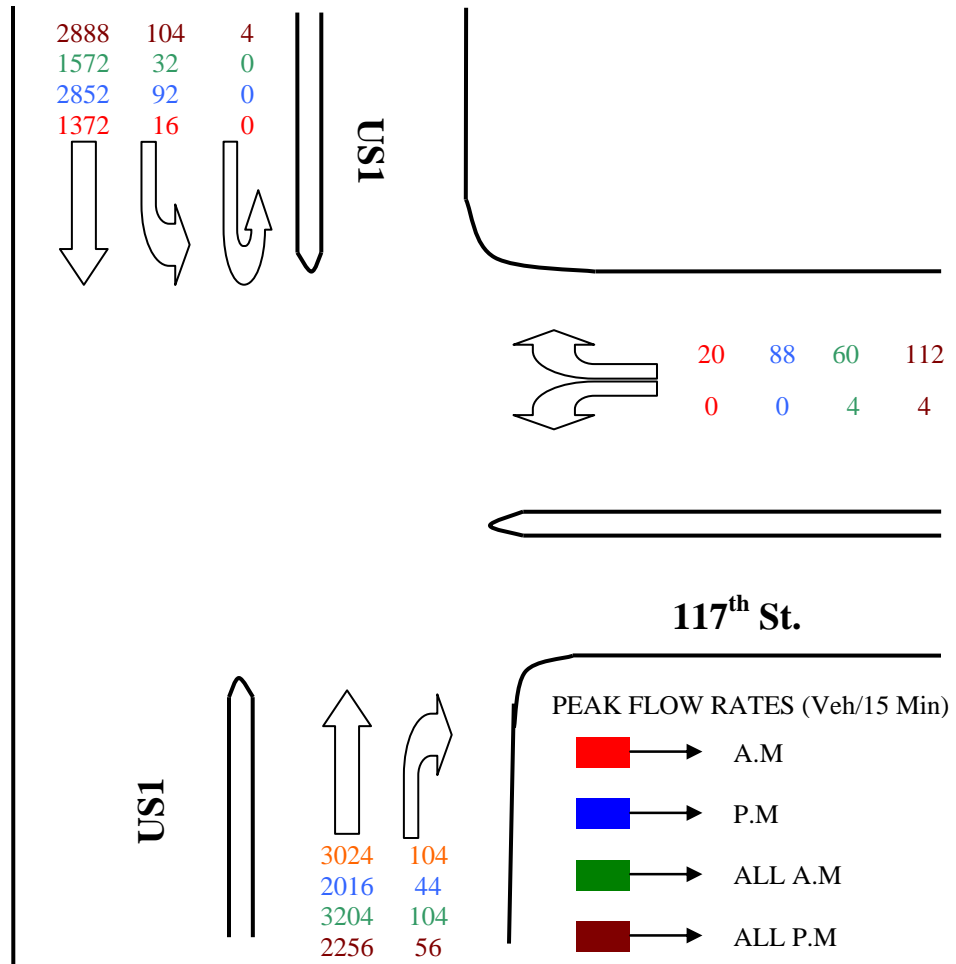 2888 104 4
1572 32 0
2852 92 0
1372 16 0
US1
20 88 60 112
0 0 4 4
117th St.
US1
3024 104
2016 44
3204 104
2256 56
PEAK FLOW RATES (Veh/15 Min)
A.M
P.M
ALL A.M
ALL P.M